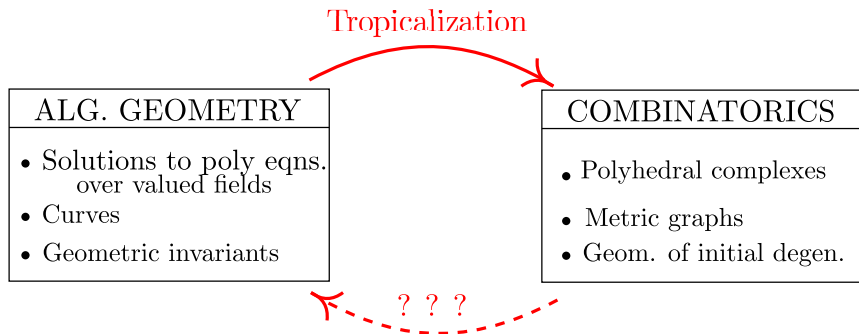 Tropicalization
ALG. GEOMETRY
• Solutions to poly eqns.
over valued fields
• Curves
• Geometric invariants
COMBINATORICS
• Polyhedral complexes
• Metric graphs
• Geom. of initial degen.
? ? ?